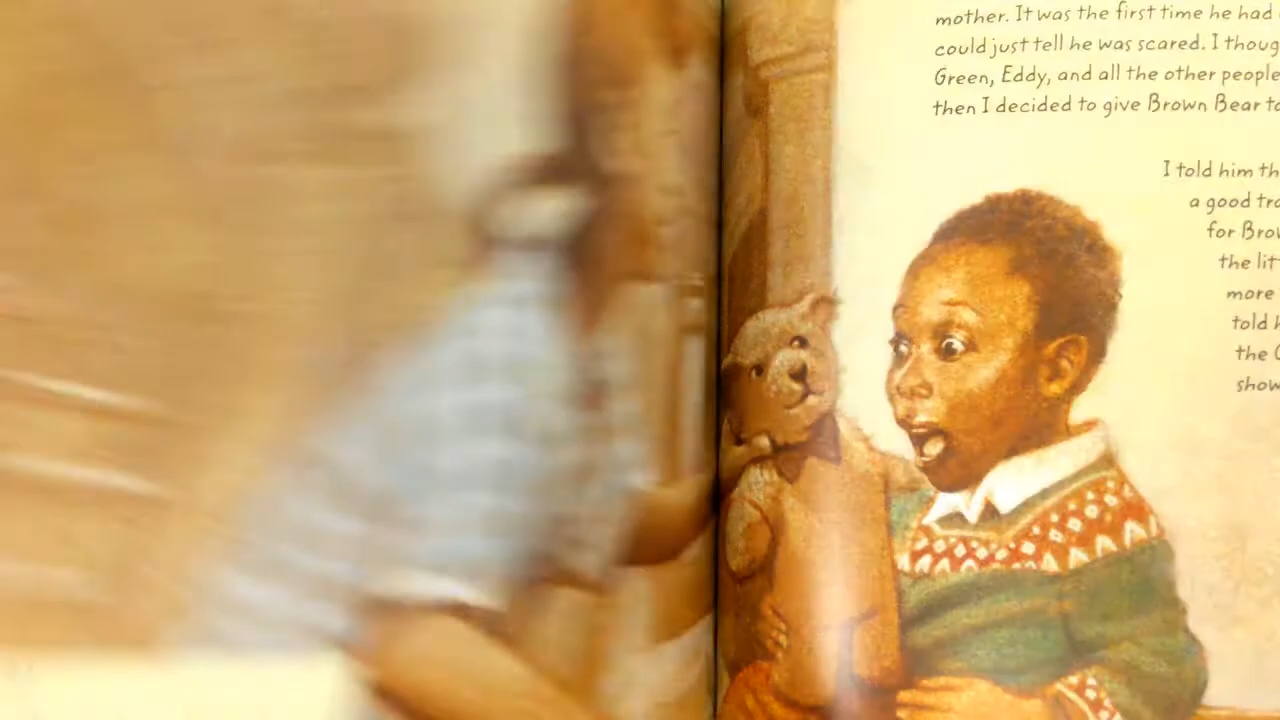 mother. It was the first time he had
could just tell he was scared. I thoug
Green, Eddy, and all the other people
then I decided to give Brown Bear to
I told him th
a good tra
for Brow
the lit
more
told h
the C
show